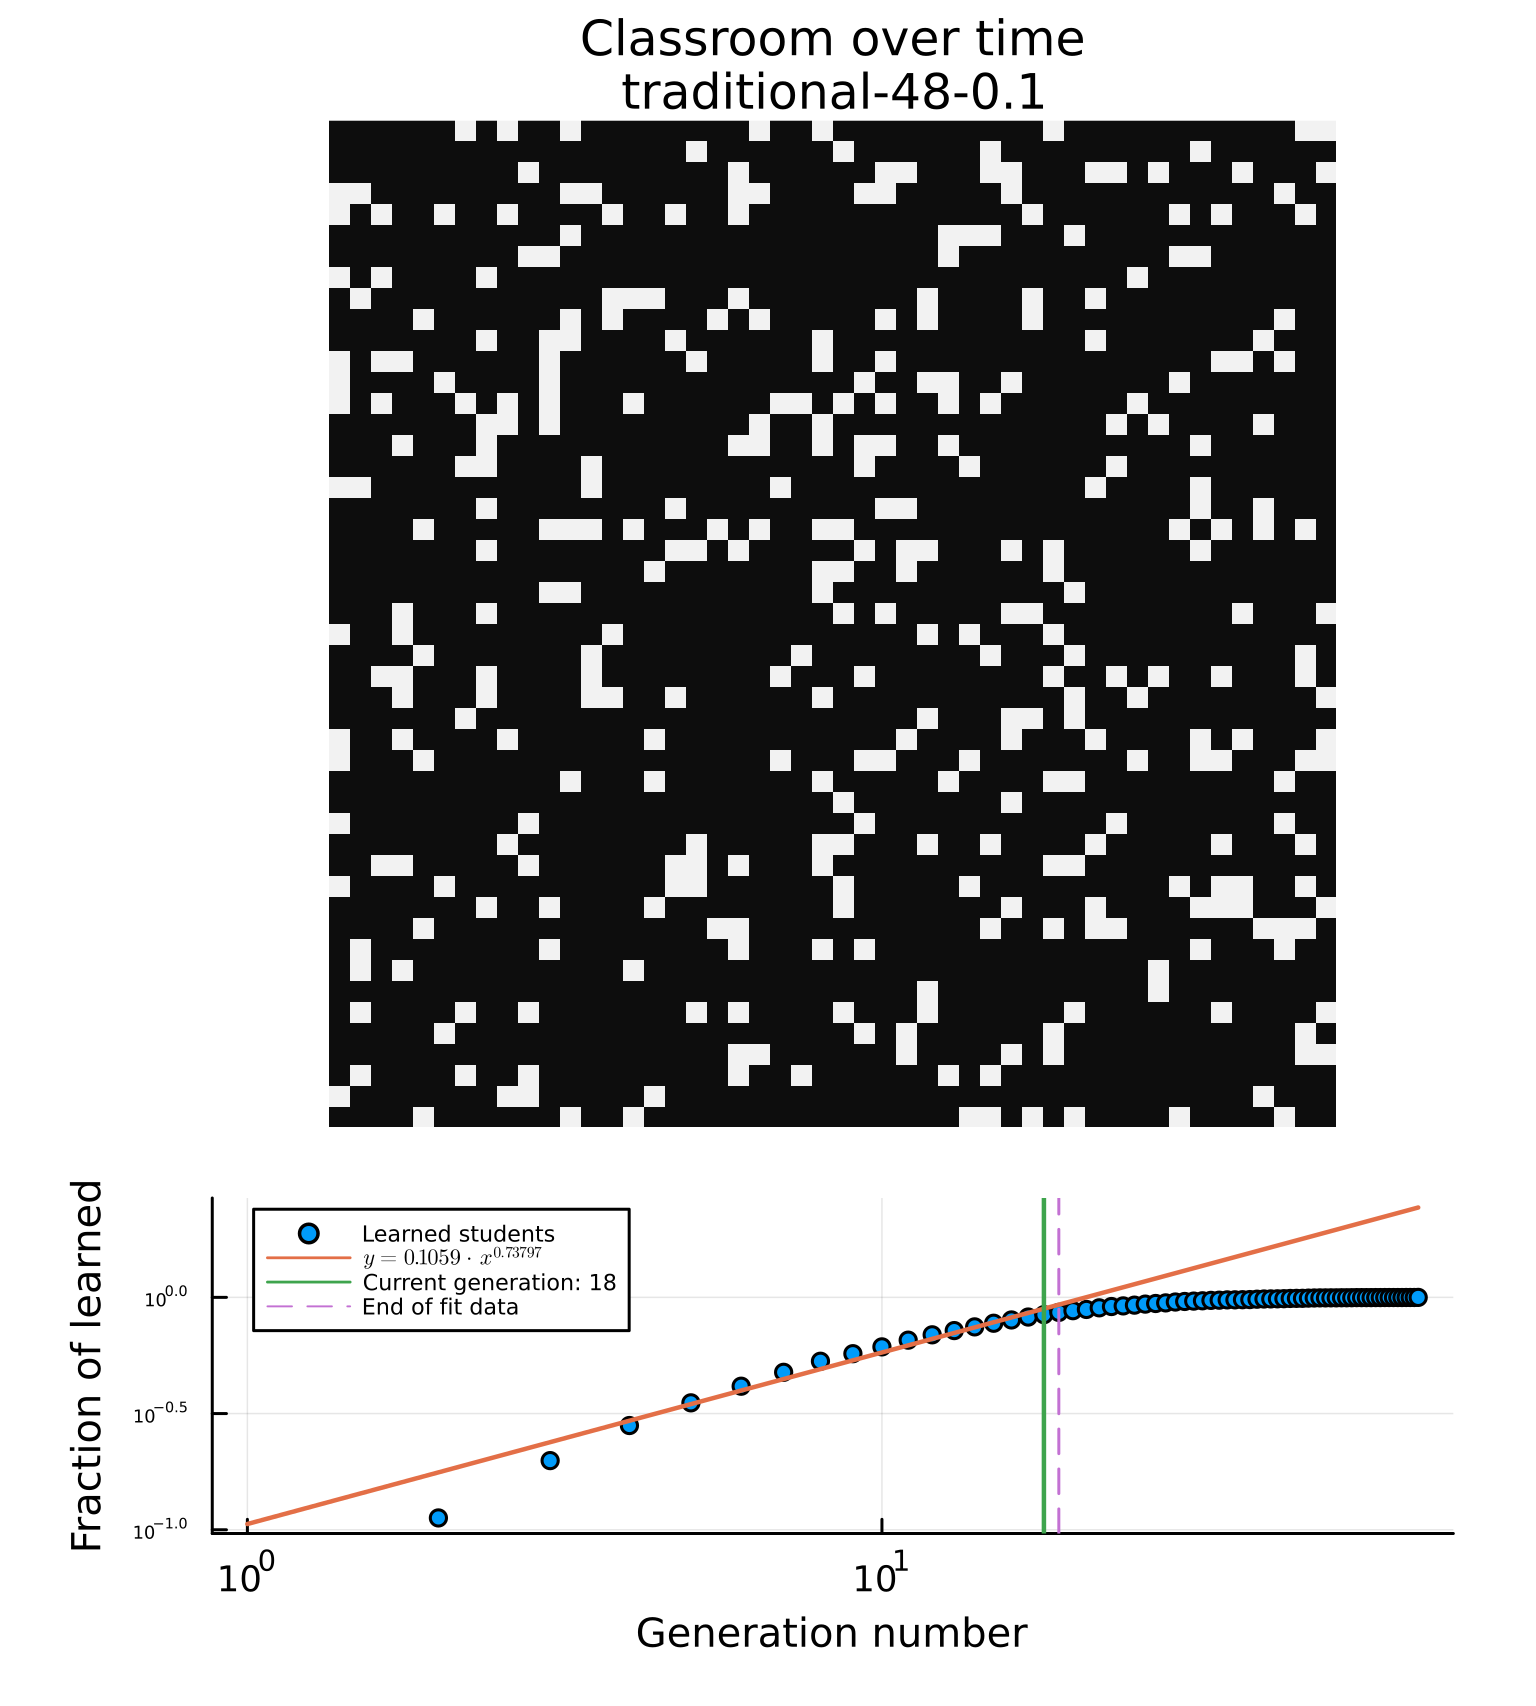 Classroom over time
traditional-48-0.1
Fraction of learned
Learned students
y = 0.1059 · x^0.73797
Current generation: 18
End of fit data
10^0.0
10^−0.5
10^−1.0
10^0
10^1
Generation number